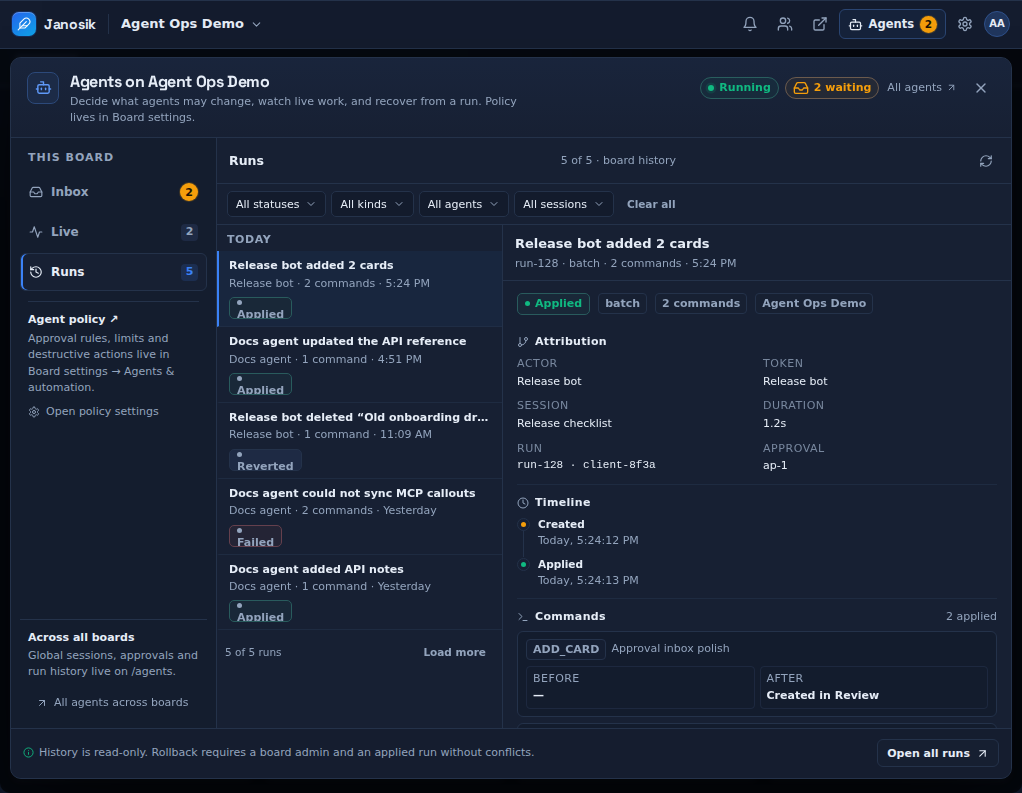 Janosik
Agent Ops Demo
Agents 2
AA
Agents on Agent Ops Demo
Decide what agents may change, watch live work, and recover from a run. Policy
lives in Board settings.
Running
2 waiting
All agents ↗
THIS BOARD
Inbox 2
Live 2
Runs 5
Agent policy ↗
Approval rules, limits and
destructive actions live in
Board settings → Agents &
automation.
Open policy settings
Across all boards
Global sessions, approvals and
run history live on /agents.
All agents across boards
Runs
5 of 5 · board history
All statuses
All kinds
All agents
All sessions
Clear all
TODAY
Release bot added 2 cards
Release bot · 2 commands · 5:24 PM
Applied
Docs agent updated the API reference
Docs agent · 1 command · 4:51 PM
Applied
Release bot deleted “Old onboarding dr…
Release bot · 1 command · 11:09 AM
Reverted
Docs agent could not sync MCP callouts
Docs agent · 2 commands · Yesterday
Failed
Docs agent added API notes
Docs agent · 1 command · Yesterday
Applied
5 of 5 runs
Load more
Release bot added 2 cards
run-128 · batch · 2 commands · 5:24 PM
Applied
batch
2 commands
Agent Ops Demo
Attribution
ACTOR
Release bot
TOKEN
Release bot
SESSION
Release checklist
DURATION
1.2s
RUN
run-128 · client-8f3a
APPROVAL
ap-1
Timeline
Created
Today, 5:24:12 PM
Applied
Today, 5:24:13 PM
Commands
2 applied
ADD_CARD Approval inbox polish
BEFORE
—
AFTER
Created in Review
History is read-only. Rollback requires a board admin and an applied run without conflicts.
Open all runs ↗